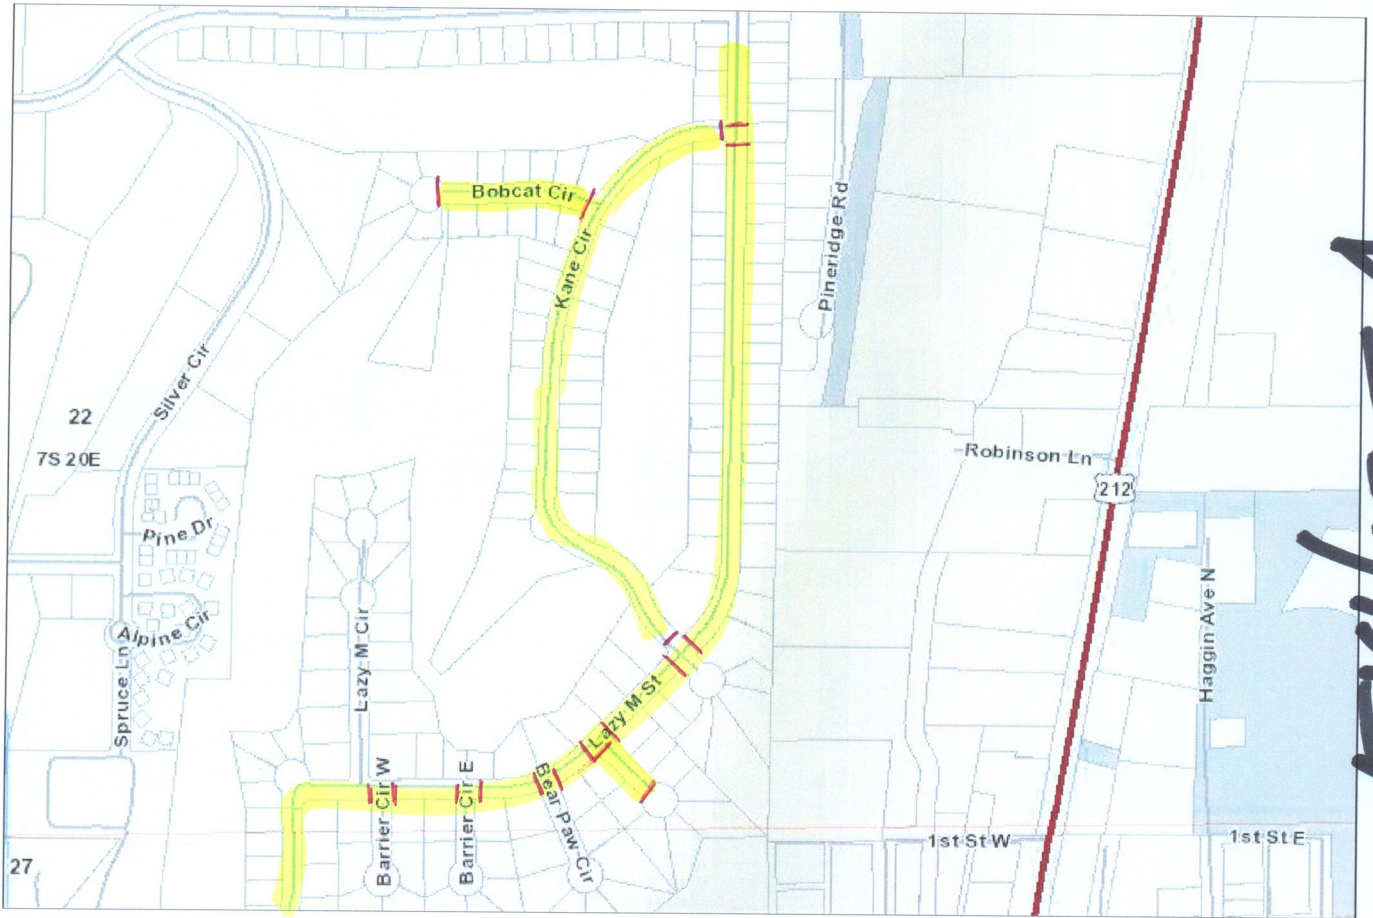 Bobcat Cir
Kane Cir
Pineridge Rd
Silver Cir
22
7S 20E
Robinson Ln
212
Pine Dr
Alpine Cir
Spruce Ln
Lazy M Cir
Haggin Ave N
Lazy M St
Barrier Cir W
Barrier Cir E
Bear Paw Cir
1st St W
1st St E
27